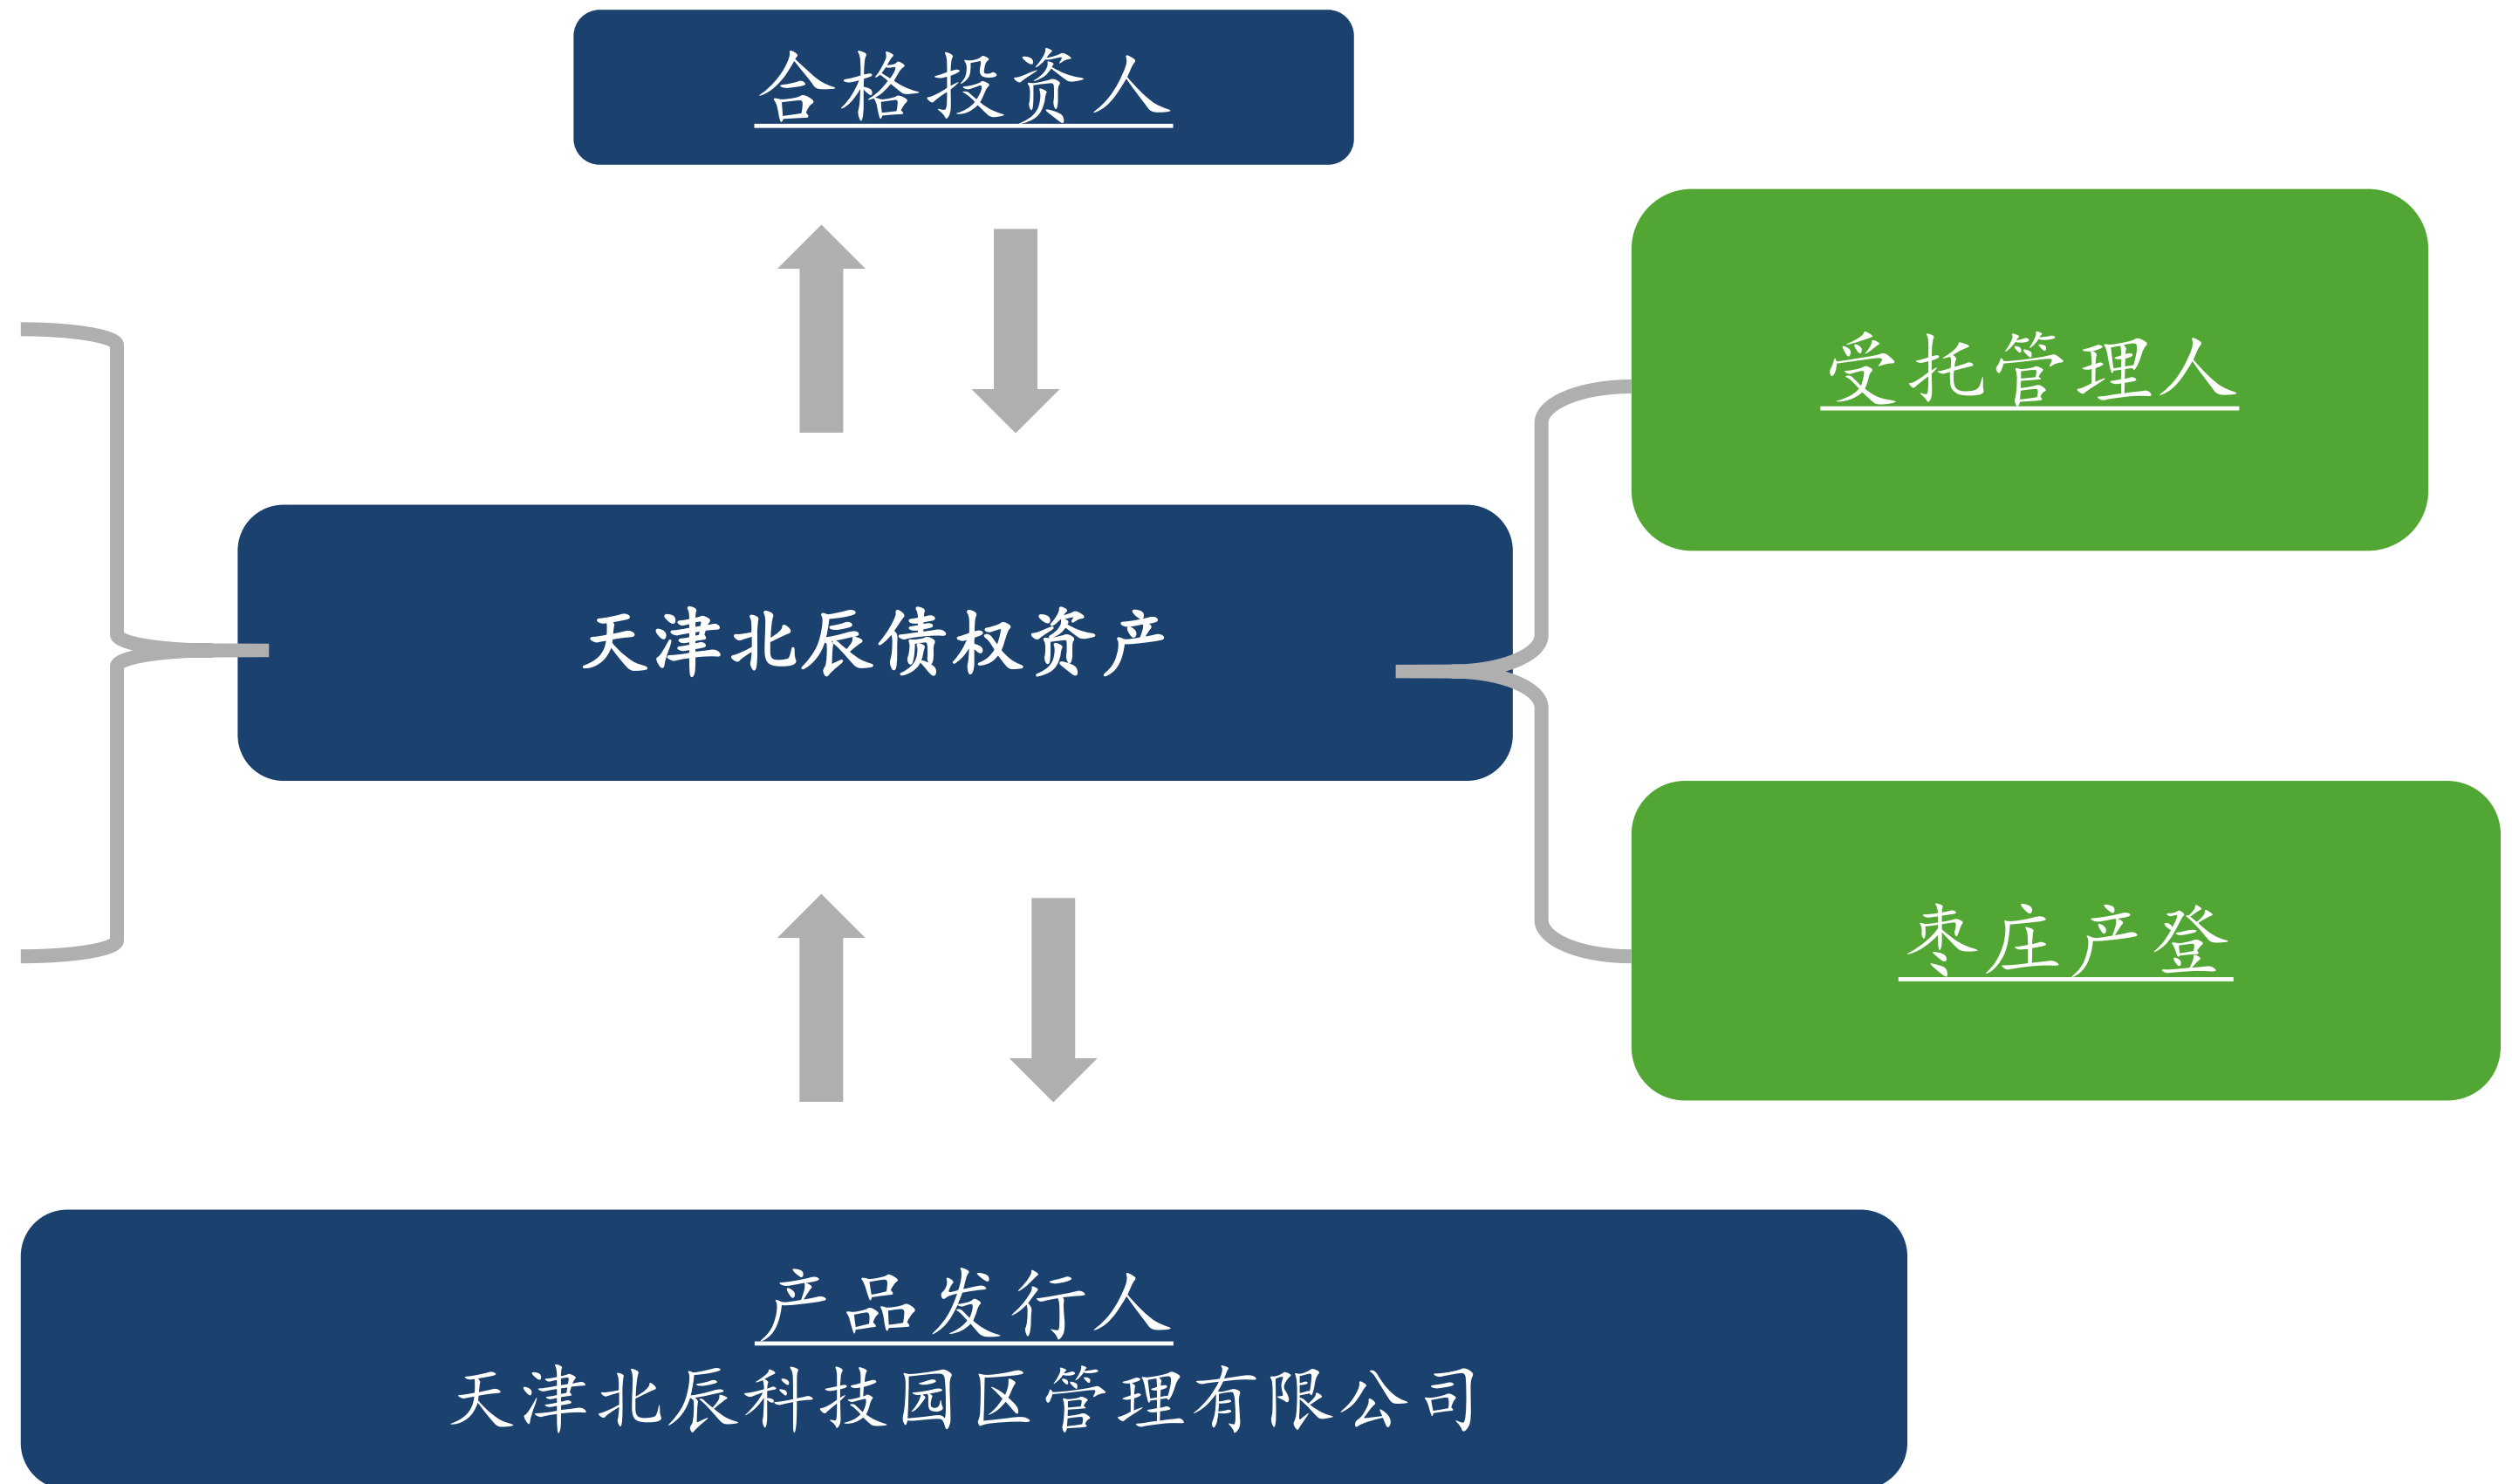 合格投资人
受托管理人
天津北辰债权资产
枣庄产登
产品发行人
天津北辰科技园区管理有限公司